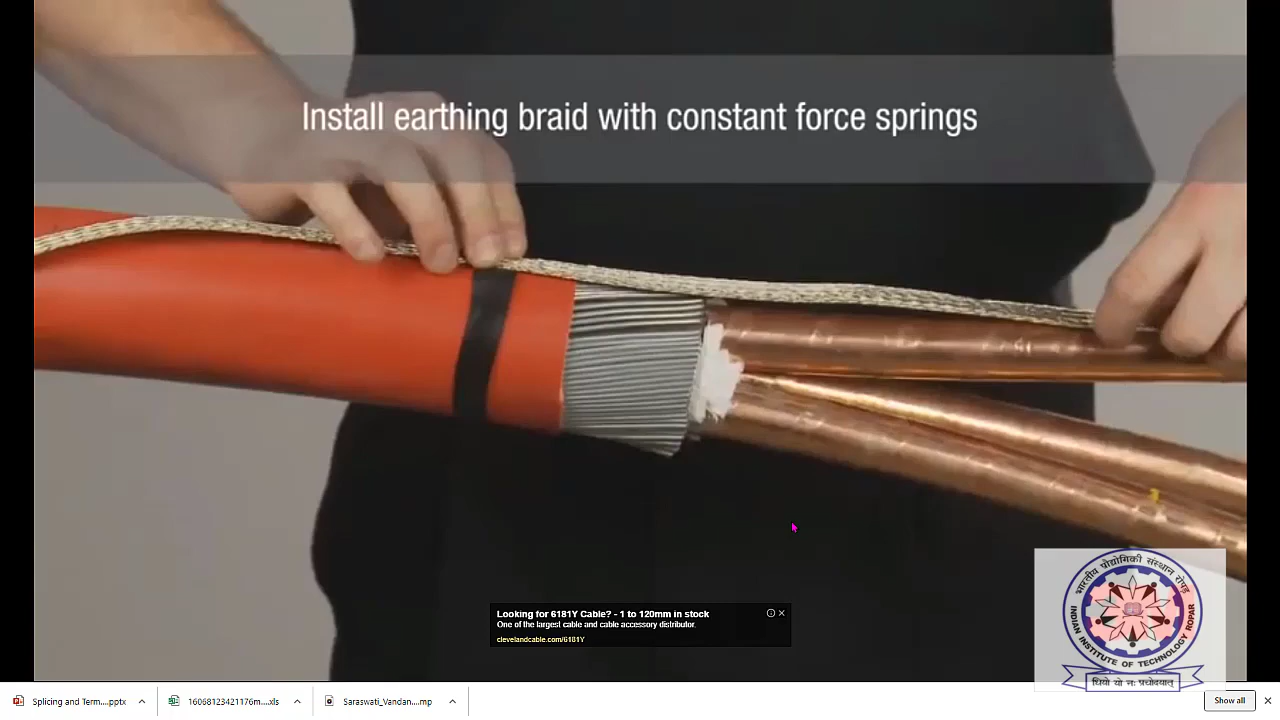 Install earthing braid with constant force springs
Looking for 6181Y Cable? - 1 to 120mm in stock
One of the largest cable and cable accessory distributor.
clevelandcable.com/6181Y
भारतीय प्रौद्योगिकी संस्थान रोपड़
INDIAN INSTITUTE OF TECHNOLOGY ROPAR
धियो यो नः प्रचोदयात्
Splicing and Term....pptx
16068123421176m....xls
Saraswati_Vandan....mp
Show all